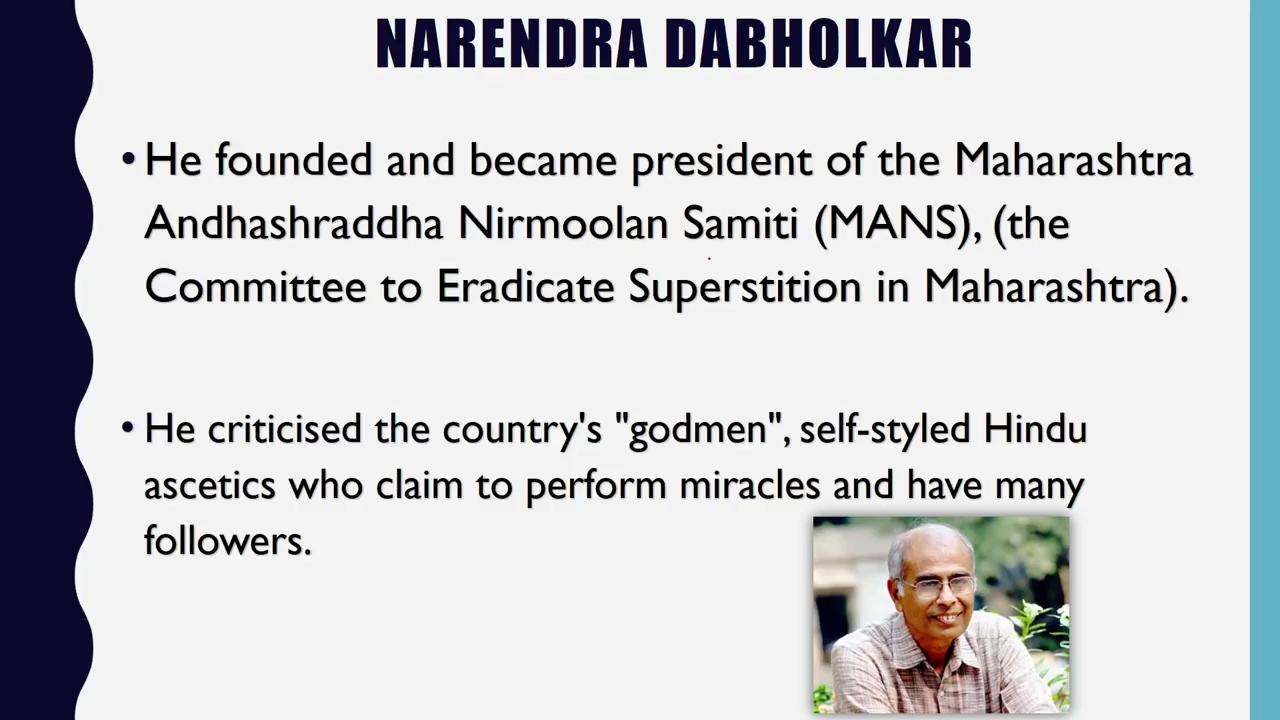 NARENDRA DABHOLKAR
• He founded and became president of the Maharashtra
Andhashraddha Nirmoolan Samiti (MANS), (the
Committee to Eradicate Superstition in Maharashtra).
• He criticised the country's "godmen", self-styled Hindu
ascetics who claim to perform miracles and have many
followers.